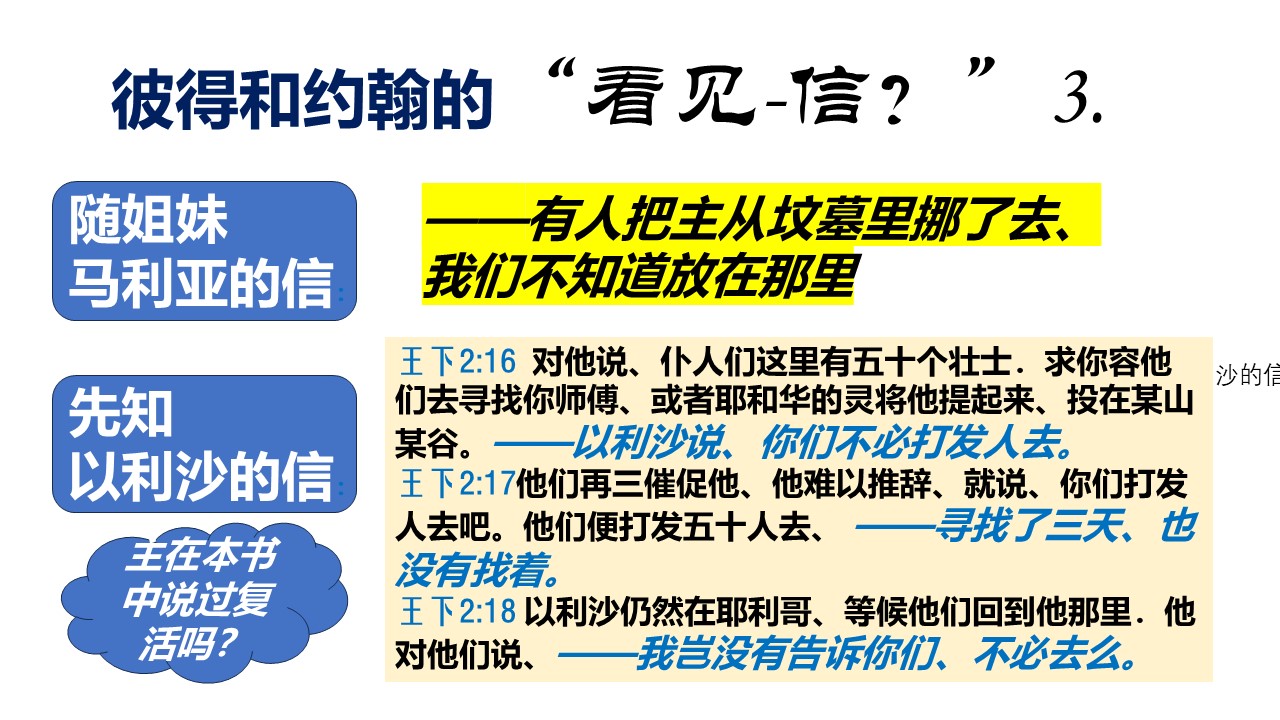 彼得和约翰的“看见-信？” 3.
随姐妹
马利亚的信：
——有人把主从坟墓里挪了去、
我们不知道放在那里
先知
以利沙的信：
主在本书
中说过复
活吗？
王下2:16 对他说、仆人们这里有五十个壮士．求你容他
们去寻找你师傅、或者耶和华的灵将他提起来、投在某山
某谷。——以利沙说、你们不必打发人去。
王下2:17他们再三催促他、他难以推辞、就说、你们打发
人去吧。他们便打发五十人去、 ——寻找了三天、也
没有找着。
王下2:18 以利沙仍然在耶利哥、等候他们回到他那里．他
对他们说、——我岂没有告诉你们、不必去么。
沙的信